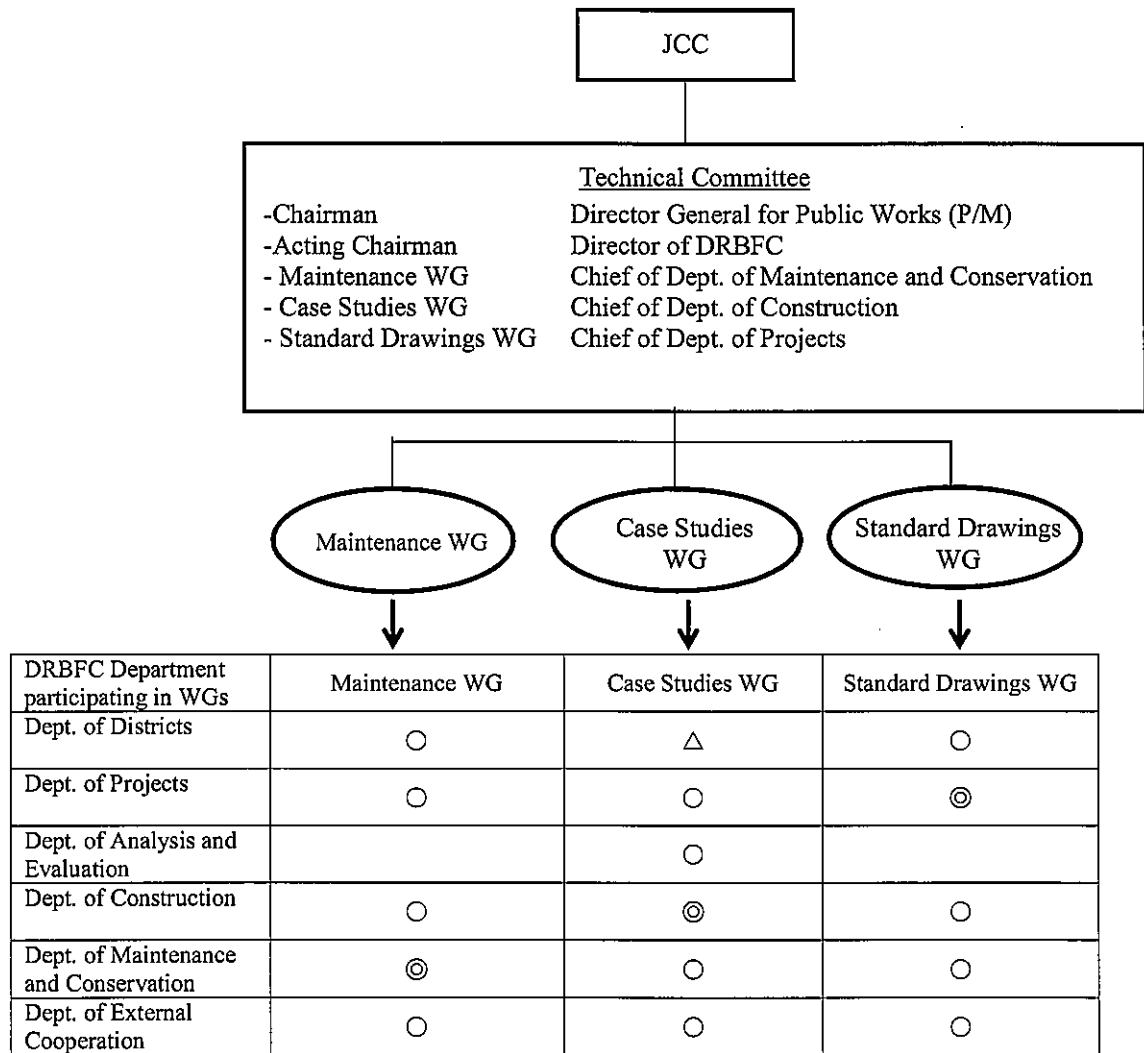 JCC
Technical Committee
-Chairman Director General for Public Works (P/M)
-Acting Chairman Director of DRBFC
- Maintenance WG Chief of Dept. of Maintenance and Conservation
- Case Studies WG Chief of Dept. of Construction
- Standard Drawings WG Chief of Dept. of Projects
Maintenance WG
Case Studies
WG
Standard Drawings
WG
DRBFC Department
participating in WGs
Maintenance WG
Case Studies WG
Standard Drawings WG
Dept. of Districts
○ △ ○
Dept. of Projects
○ ○ ◎
Dept. of Analysis and
Evaluation
○
Dept. of Construction
○ ◎ ○
Dept. of Maintenance
and Conservation
◎ ○ ○
Dept. of External
Cooperation
○ ○ ○